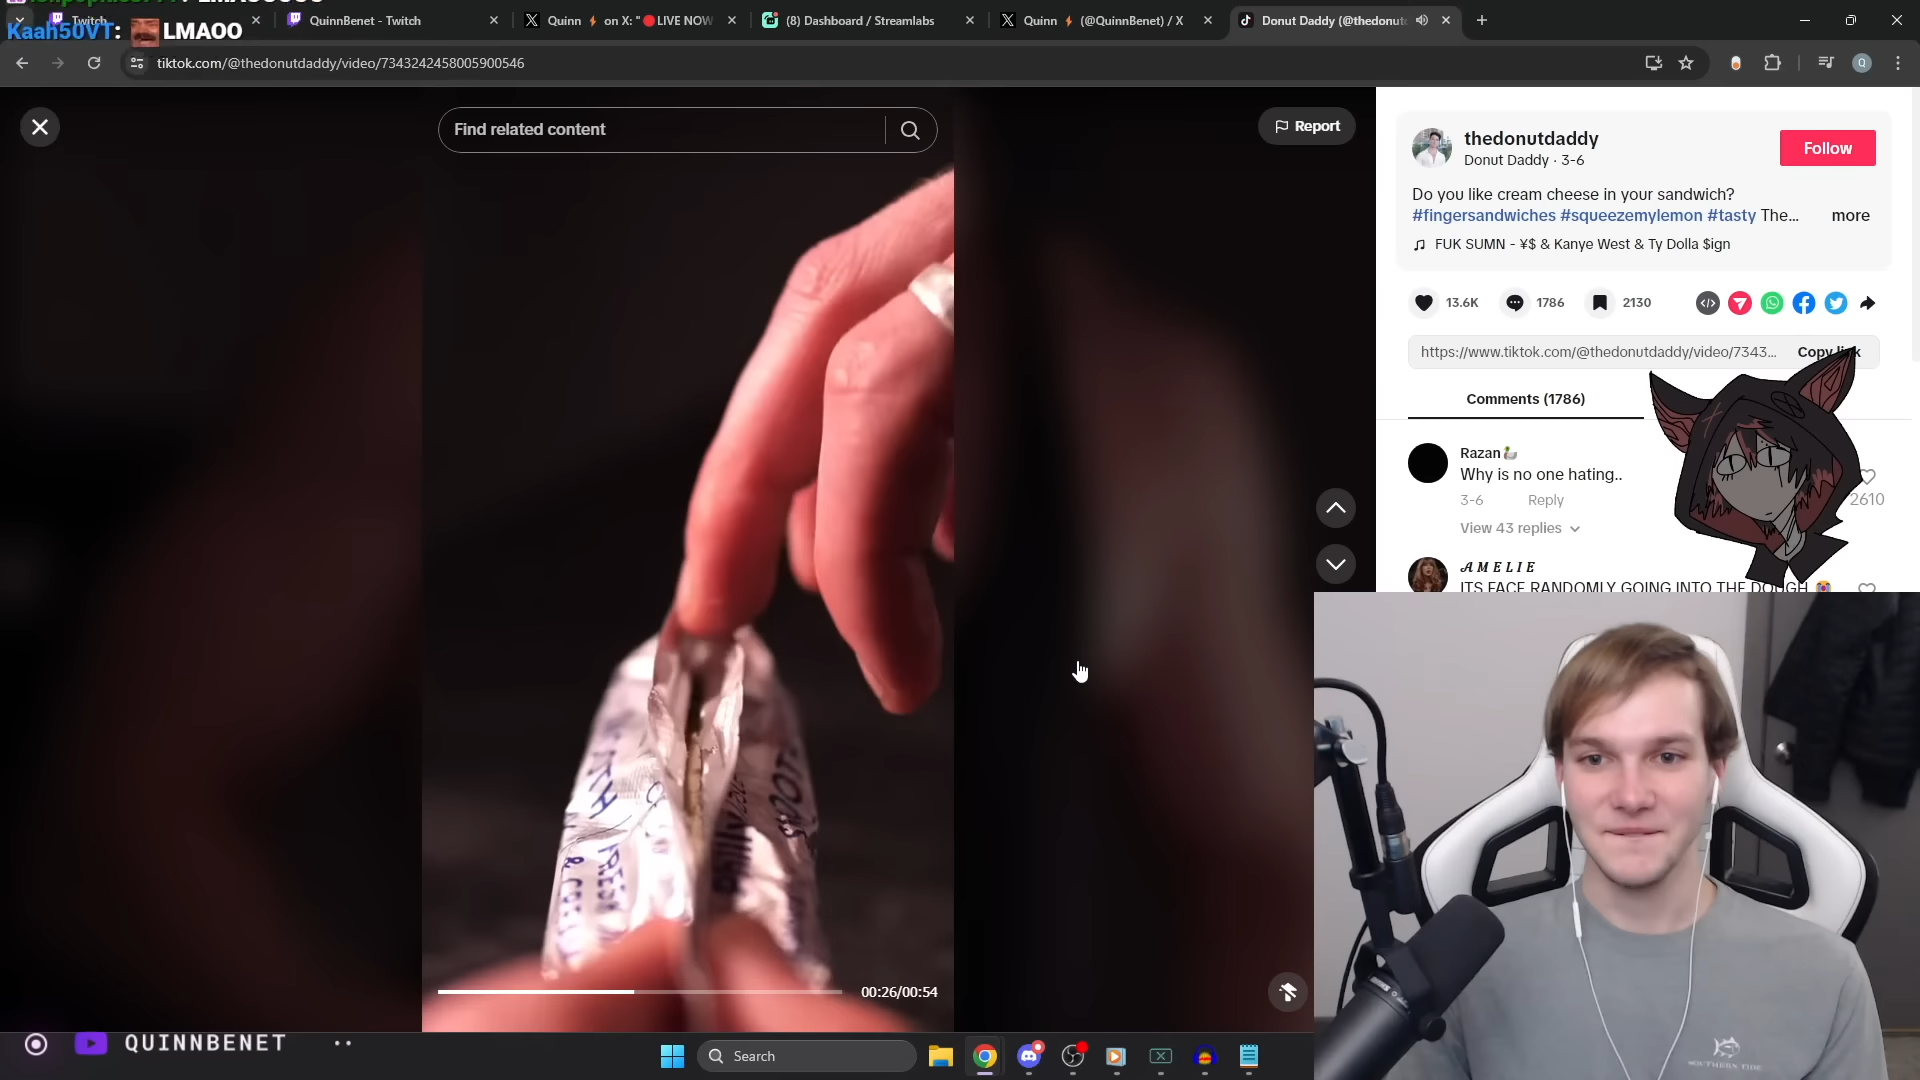 Kaah50VT: LMAOO
Twitch
QuinnBenet - Twitch
Quinn ⚡ on X: "🔴LIVE NOW
(8) Dashboard / Streamlabs
Quinn ⚡ (@QuinnBenet) / X
Donut Daddy (@thedonut
tiktok.com/@thedonutdaddy/video/7343242458005900546
Q
Find related content
Report
thedonutdaddy
Donut Daddy · 3-6
Follow
Do you like cream cheese in your sandwich?
#fingersandwiches #squeezemylemon #tasty The... more
FUK SUMN - ¥$ & Kanye West & Ty Dolla $ign
13.6K 1786 2130
https://www.tiktok.com/@thedonutdaddy/video/7343...
Comments (1786)
Razan🦢
Why is no one hating..
3-6 Reply 2610
View 43 replies
𝓐 𝑀 𝐸 𝐿 𝐼 𝐸
ITS FACE RANDOMLY GOING INTO THE DOUGH 😭
00:26/00:54
QUINNBENET
Search
SOUTHERN TIDE